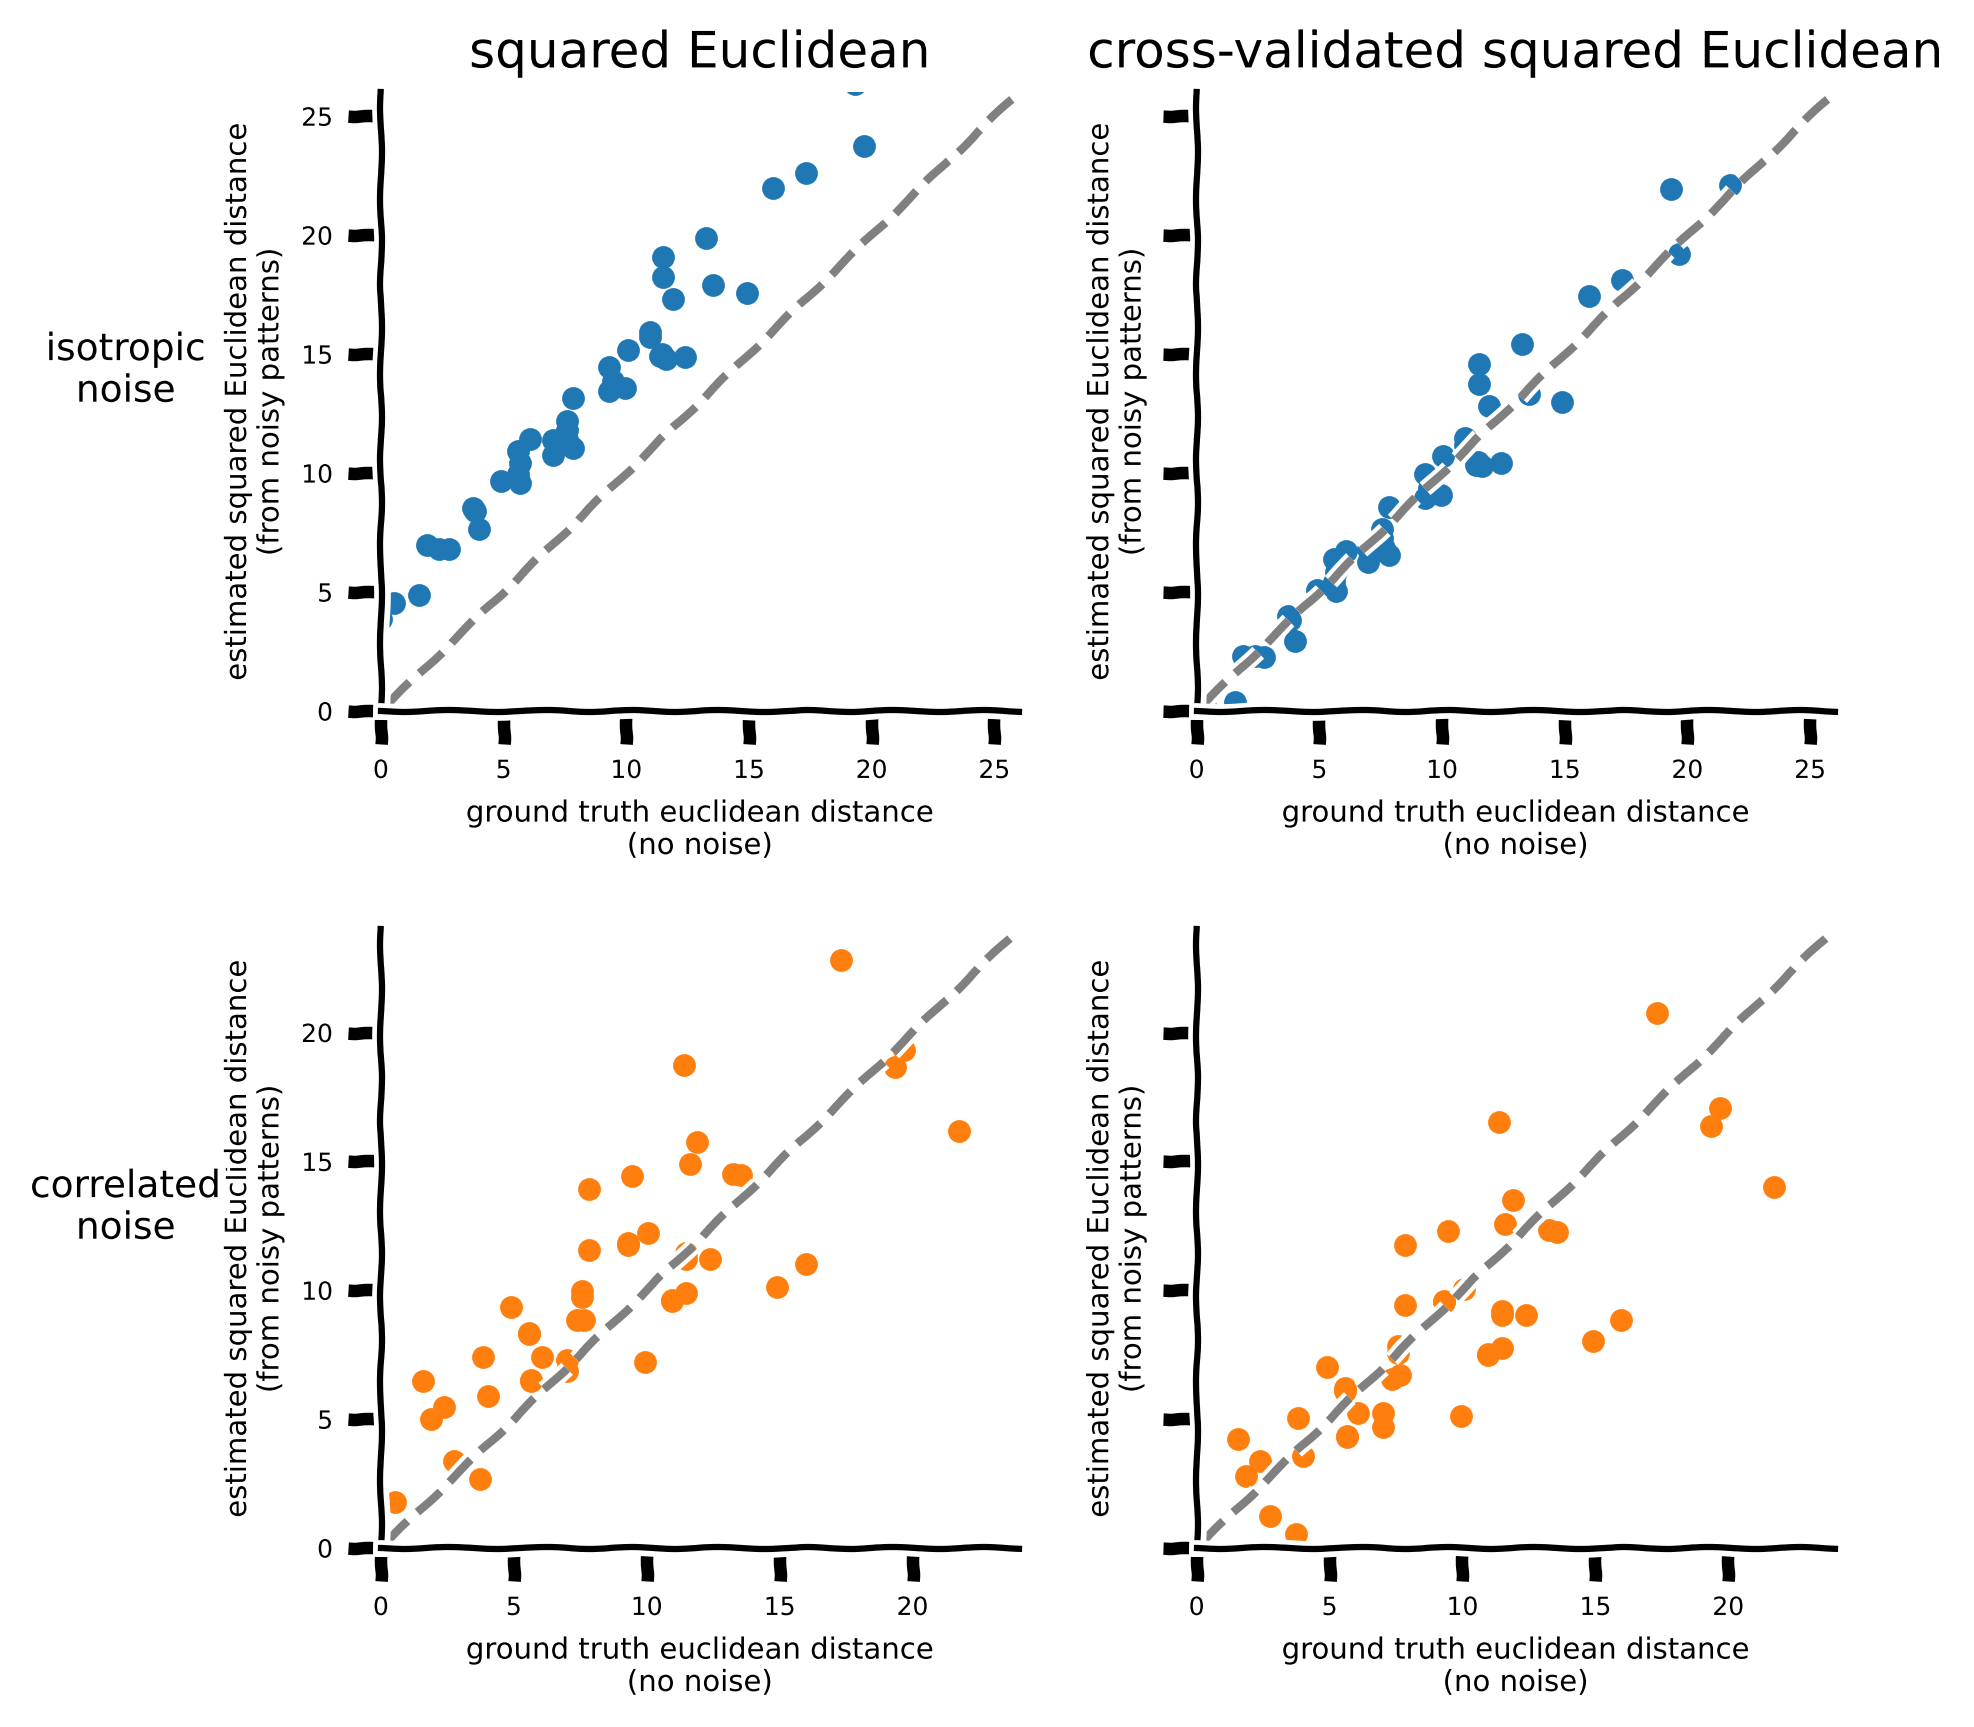 squared Euclidean
cross-validated squared Euclidean
isotropic
noise
estimated squared Euclidean distance
(from noisy patterns)
25
20
15
10
5
0
0 5 10 15 20 25
ground truth euclidean distance
(no noise)
estimated squared Euclidean distance
(from noisy patterns)
0 5 10 15 20 25
ground truth euclidean distance
(no noise)
correlated
noise
estimated squared Euclidean distance
(from noisy patterns)
20
15
10
5
0
0 5 10 15 20
ground truth euclidean distance
(no noise)
estimated squared Euclidean distance
(from noisy patterns)
0 5 10 15 20
ground truth euclidean distance
(no noise)